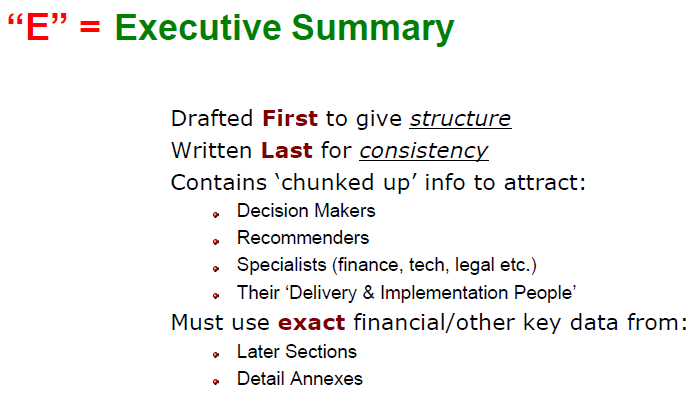 “E” = Executive Summary
Drafted First to give structure
Written Last for consistency
Contains ‘chunked up’ info to attract:
Decision Makers
Recommenders
Specialists (finance, tech, legal etc.)
Their ‘Delivery & Implementation People’
Must use exact financial/other key data from:
Later Sections
Detail Annexes